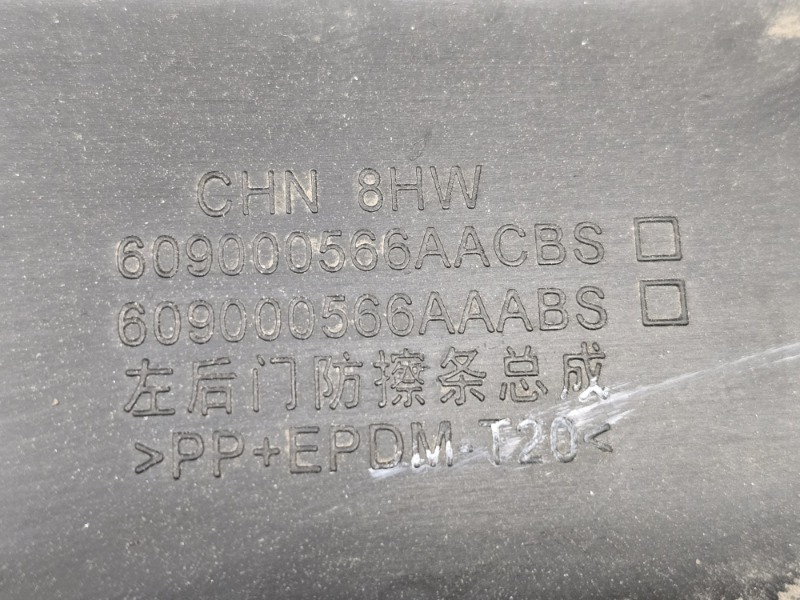 CHN 8HW
609000566AACBS □
609000566AAABS □
左后门防擦条总成
>PP+EPDM-T20<